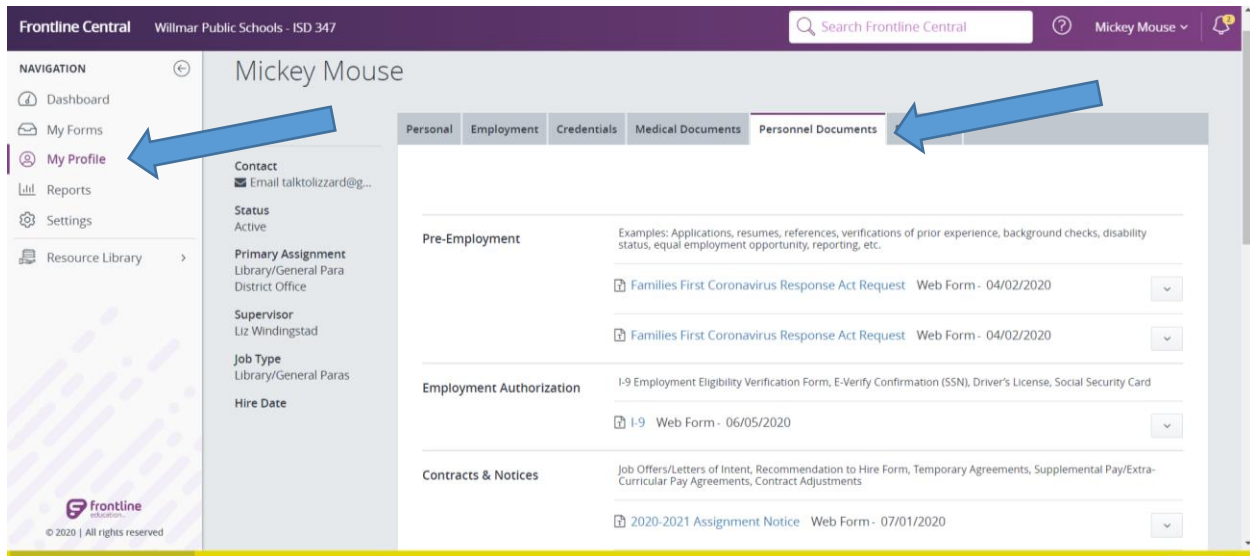 Frontline Central Willmar Public Schools - ISD 347 Search Frontline Central Mickey Mouse 2
NAVIGATION
Dashboard
My Forms
My Profile
Reports
Settings
Resource Library
frontline
education
© 2020 | All rights reserved
Mickey Mouse
Contact
Email talktolizzard@g...
Status
Active
Primary Assignment
Library/General Para
District Office
Supervisor
Liz Windingstad
Job Type
Library/General Paras
Hire Date
Personal Employment Credentials Medical Documents Personnel Documents
Pre-Employment
Examples: Applications, resumes, references, verifications of prior experience, background checks, disability
status, equal employment opportunity, reporting, etc.
Families First Coronavirus Response Act Request Web Form - 04/02/2020
Families First Coronavirus Response Act Request Web Form - 04/02/2020
Employment Authorization
I-9 Employment Eligibility Verification Form, E-Verify Confirmation (SSN), Driver's License, Social Security Card
I-9 Web Form - 06/05/2020
Contracts & Notices
Job Offers/Letters of Intent, Recommendation to Hire Form, Temporary Agreements, Supplemental Pay/Extra-
Curricular Pay Agreements, Contract Adjustments
2020-2021 Assignment Notice Web Form - 07/01/2020